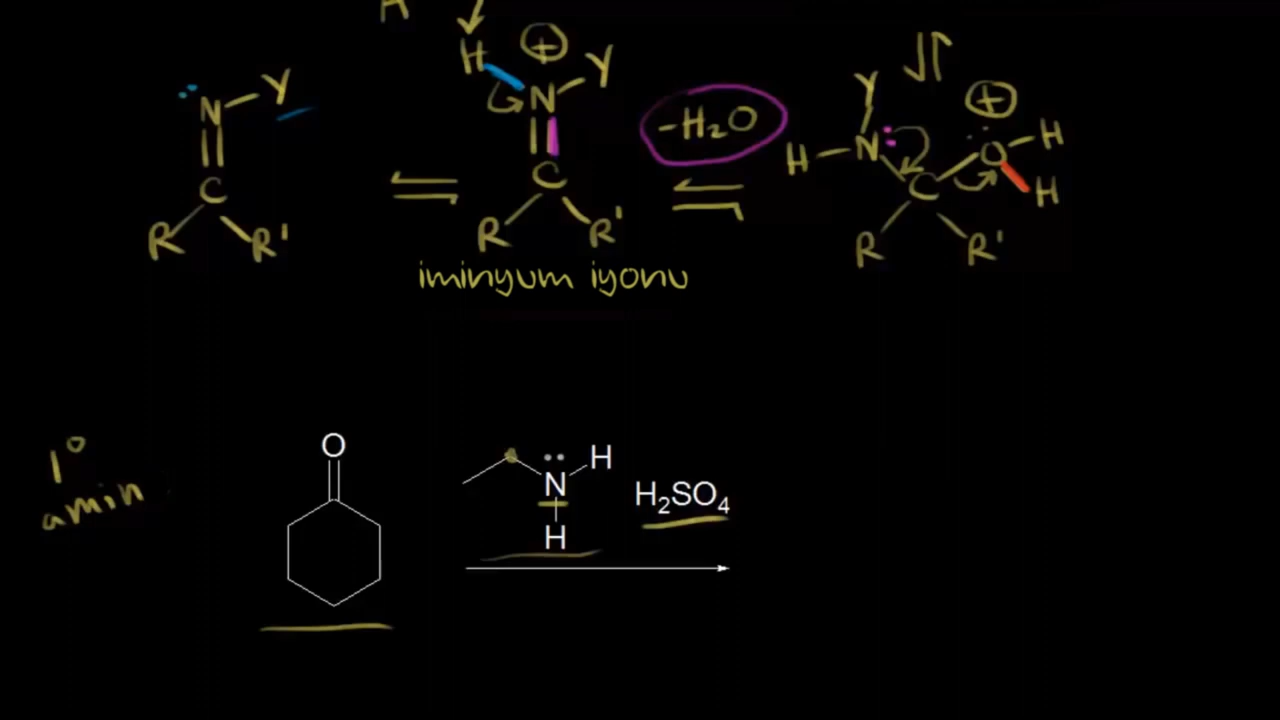 A
N Y
C
R R'
H + Y
N
C
R R'
iminyum iyonu
-H₂O
Y +
H N O H
H
C
R R'
1°
amin
O
N H
H
H₂SO₄